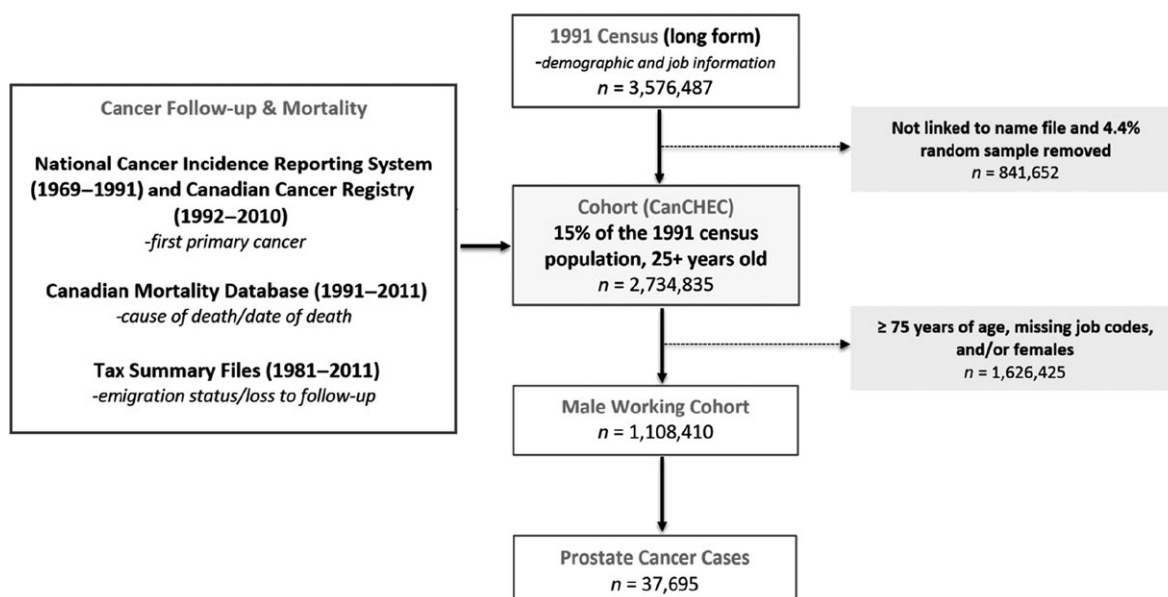 1991 Census (long form)
-demographic and job information
n = 3,576,487
Cancer Follow-up & Mortality
National Cancer Incidence Reporting System
(1969–1991) and Canadian Cancer Registry
(1992–2010)
-first primary cancer
Canadian Mortality Database (1991–2011)
-cause of death/date of death
Tax Summary Files (1981–2011)
-emigration status/loss to follow-up
Not linked to name file and 4.4%
random sample removed
n = 841,652
Cohort (CanCHEC)
15% of the 1991 census
population, 25+ years old
n = 2,734,835
≥ 75 years of age, missing job codes,
and/or females
n = 1,626,425
Male Working Cohort
n = 1,108,410
Prostate Cancer Cases
n = 37,695